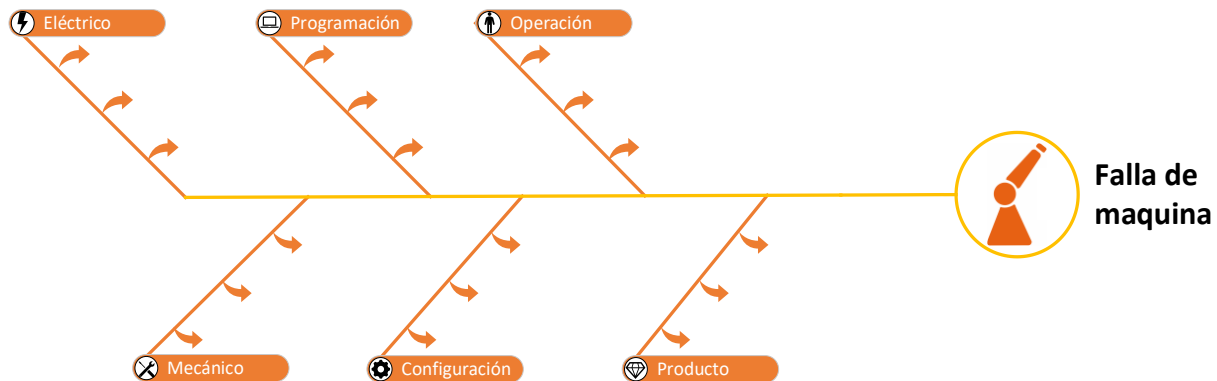 Eléctrico
Programación
Operación
Falla de
maquina
Mecánico
Configuración
Producto